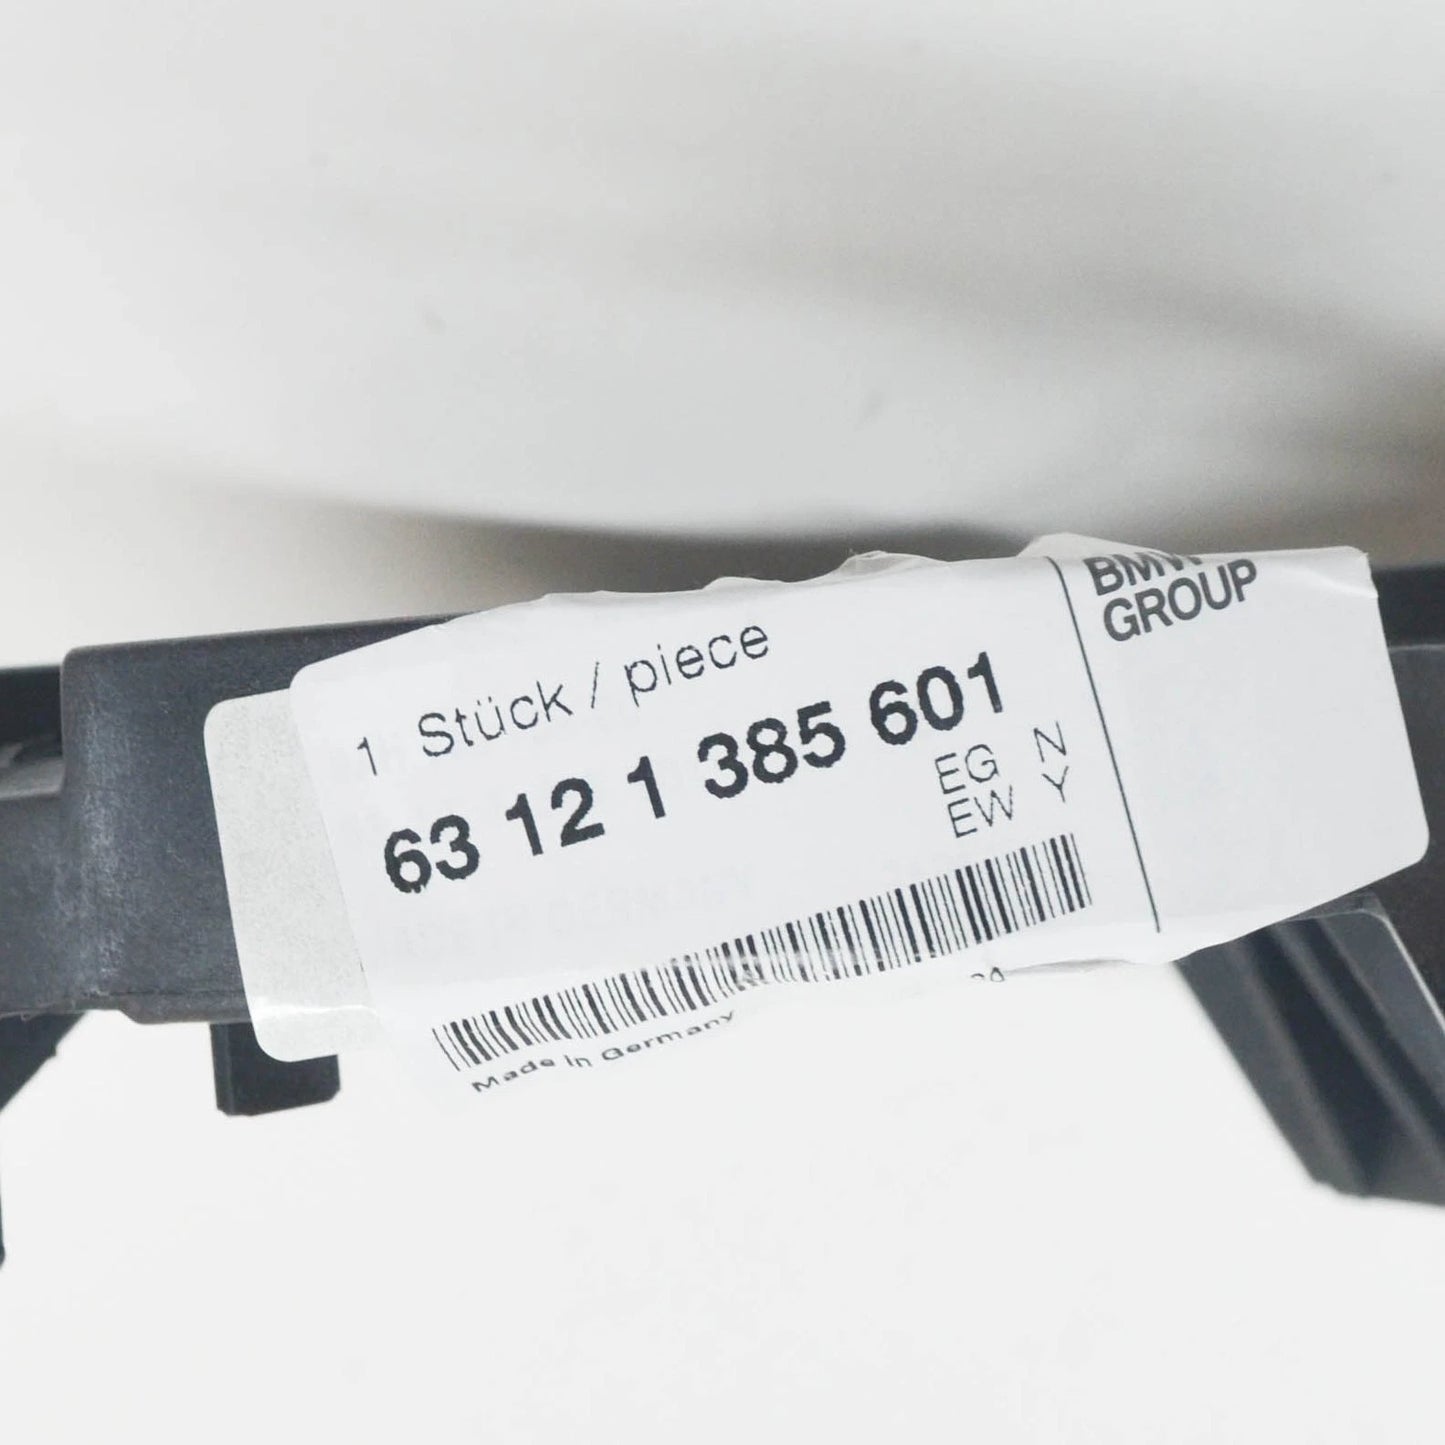 1 Stück / piece
63 12 1 385 601
EG N
EW Y
Made in Germany
BMW
GROUP